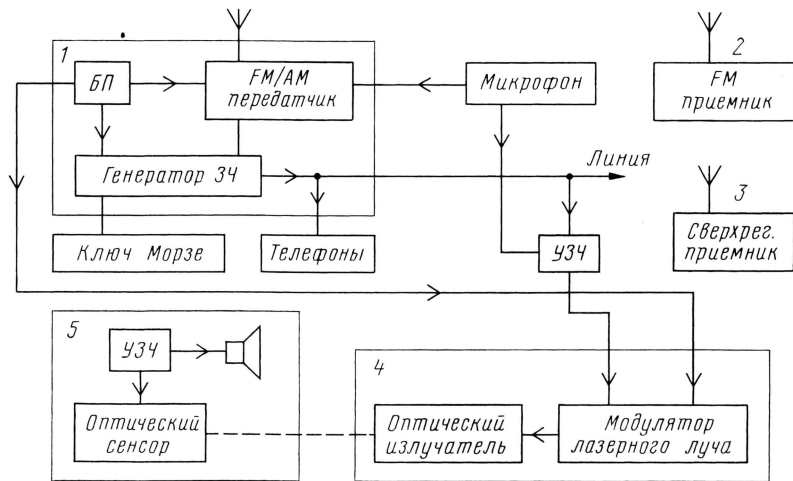 1
БП
FM/AM
передатчик
Микрофон
2
FM
приемник
Генератор ЗЧ
Линия
3
Сверхрег.
приемник
Ключ Морзе
Телефоны
УЗЧ
5
УЗЧ
4
Оптический
сенсор
Оптический
излучатель
Модулятор
лазерного луча